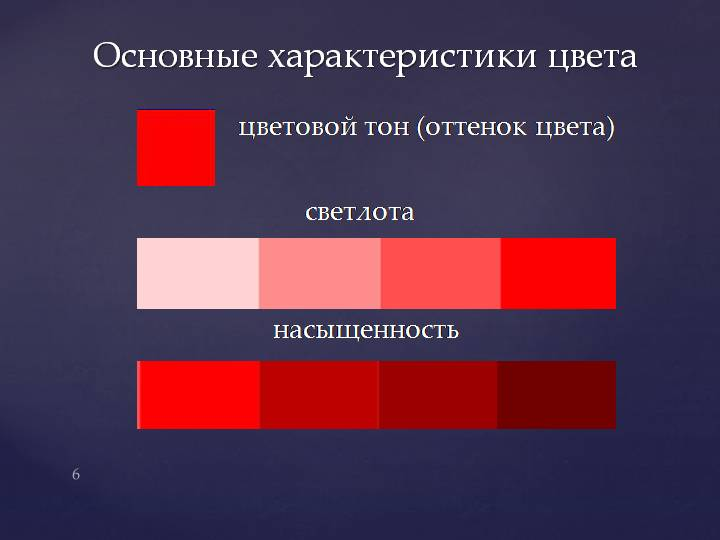 Основные характеристики цвета
цветовой тон (оттенок цвета)
светлота
насыщенность
6